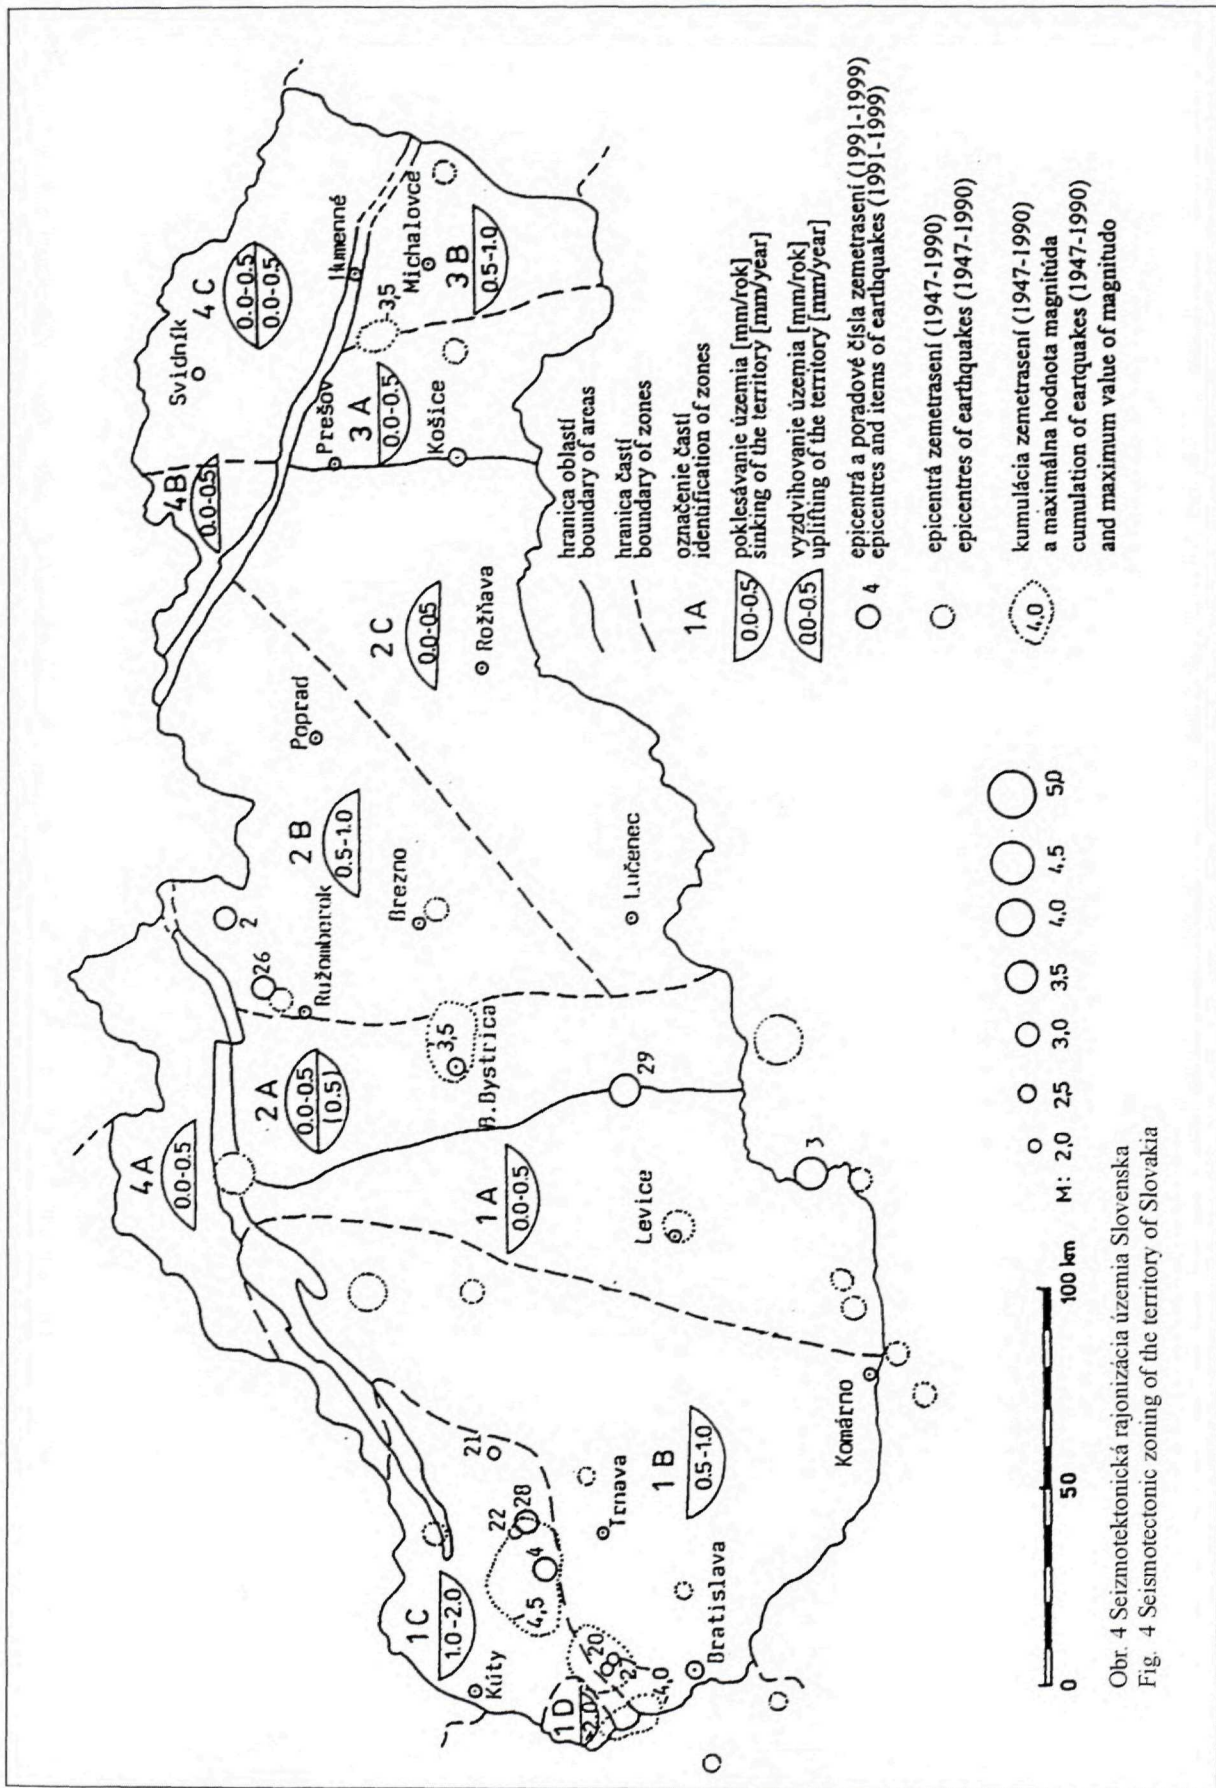 4 C
0.0-0.5
0.0-0.5
Svidník
Humenné
4B
0.0-0.5
Prešov
3 A
0.0-0.5
3,5
Michalovce
3 B
0.5-1.0
Košice
2 C
0.0-0.5
Rožňava
Poprad
2 B
0.5-1.0
2
26
Ružomberok
Brezno
Lučenec
4 A
0.0-0.5
2 A
0.0-0.5
(0.5)
3,5
B.Bystrica
29
1 A
0.0-0.5
Levice
3
21
22
28
4
4,5
1 C
1.0-2.0
Kúty
Trnava
1 B
0.5-1.0
Komárno
1D
20
4,0
Bratislava
hranica oblastí
boundary of areas
hranica častí
boundary of zones
1A
označenie častí
identification of zones
0.0-0.5
poklesávanie územia [mm/rok]
sinking of the territory [mm/year]
0.0-0.5
vyzdvihovanie územia [mm/rok]
uplifting of the territory [mm/year]
4
epicentrá a poradové čísla zemetrasení (1991-1999)
epicentres and items of earthquakes (1991-1999)
epicentrá zemetrasení (1947-1990)
epicentres of earthquakes (1947-1990)
4,0
kumulácia zemetrasení (1947-1990)
a maximálna hodnota magnitúda
cumulation of eartquakes (1947-1990)
and maximum value of magnitudo
0 50 100 km
M: 2,0 2,5 3,0 3,5 4,0 4,5 5,0
Obr. 4 Seizmotektonická rajonizácia územia Slovenska
Fig. 4 Seismotectonic zoning of the territory of Slovakia